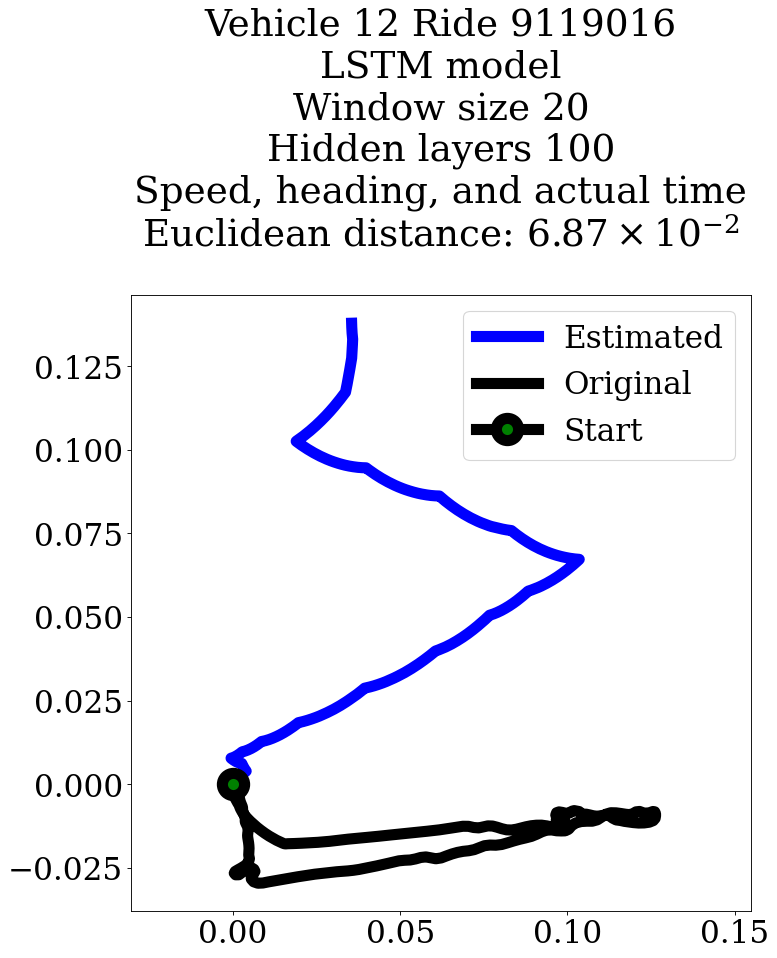 Vehicle 12 Ride 9119016
LSTM model
Window size 20
Hidden layers 100
Speed, heading, and actual time
Euclidean distance: 6.87 × 10⁻²
Estimated
Original
Start
0.125
0.100
0.075
0.050
0.025
0.000
−0.025
0.00 0.05 0.10 0.15